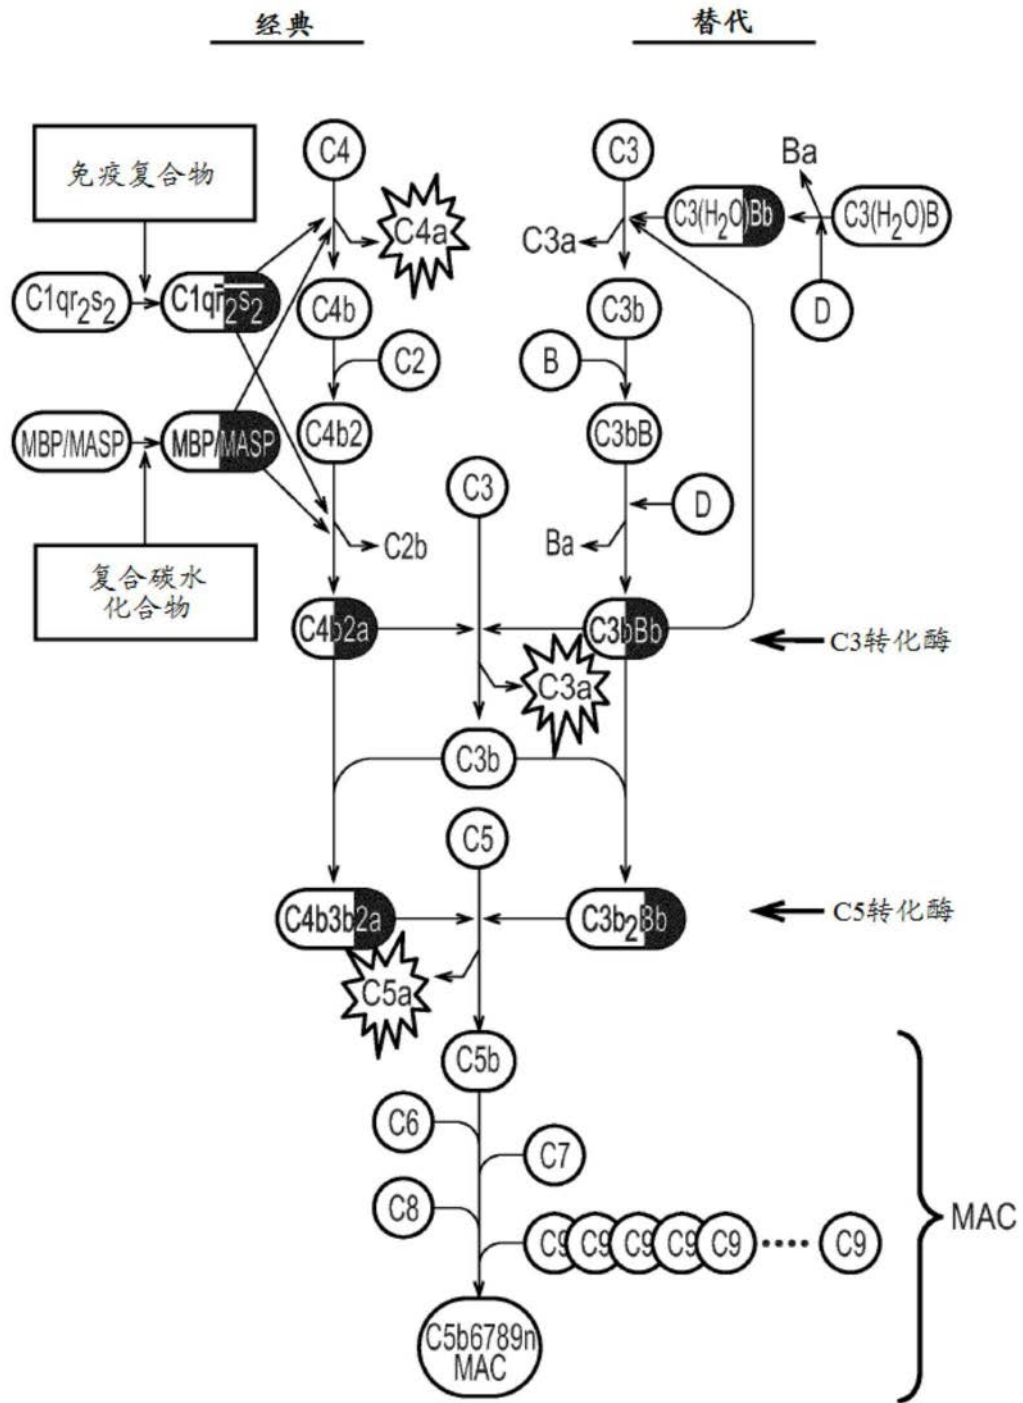 经典
替代
C4
C3
Ba
免疫复合物
C4a
C3a
C3(H₂O)Bb
C3(H₂O)B
C1qr₂s₂
C1qr₂s₂
C4b
C3b
D
C2
B
MBP/MASP
MBP/MASP
C4b2
C3bB
C3
D
C2b
Ba
复合碳水
化合物
C4b2a
C3bBb
C3转化酶
C3a
C3b
C5
C4b3b2a
C3b₂Bb
C5转化酶
C5a
C5b
C6
C7
C8
C9 C9 C9 C9 C9 ···· C9
MAC
C5b6789n
MAC